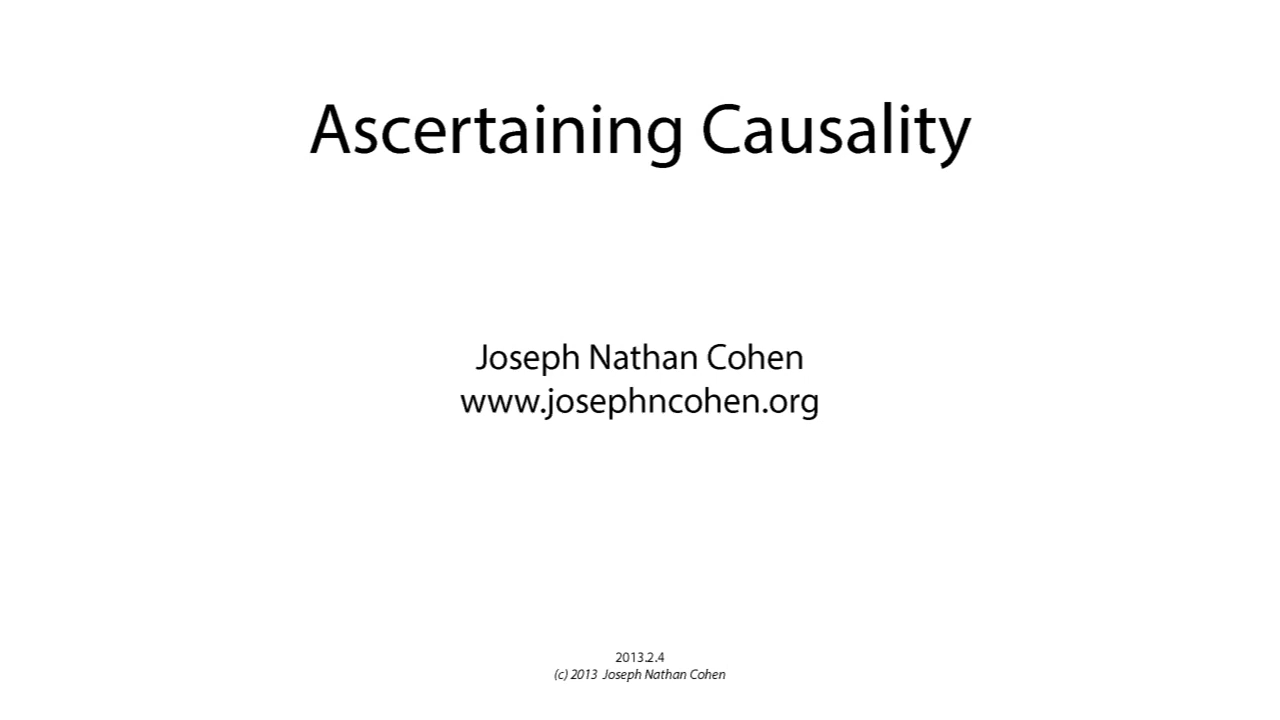 Ascertaining Causality
Joseph Nathan Cohen
www.josephncohen.org
2013.2.4
(c) 2013 Joseph Nathan Cohen